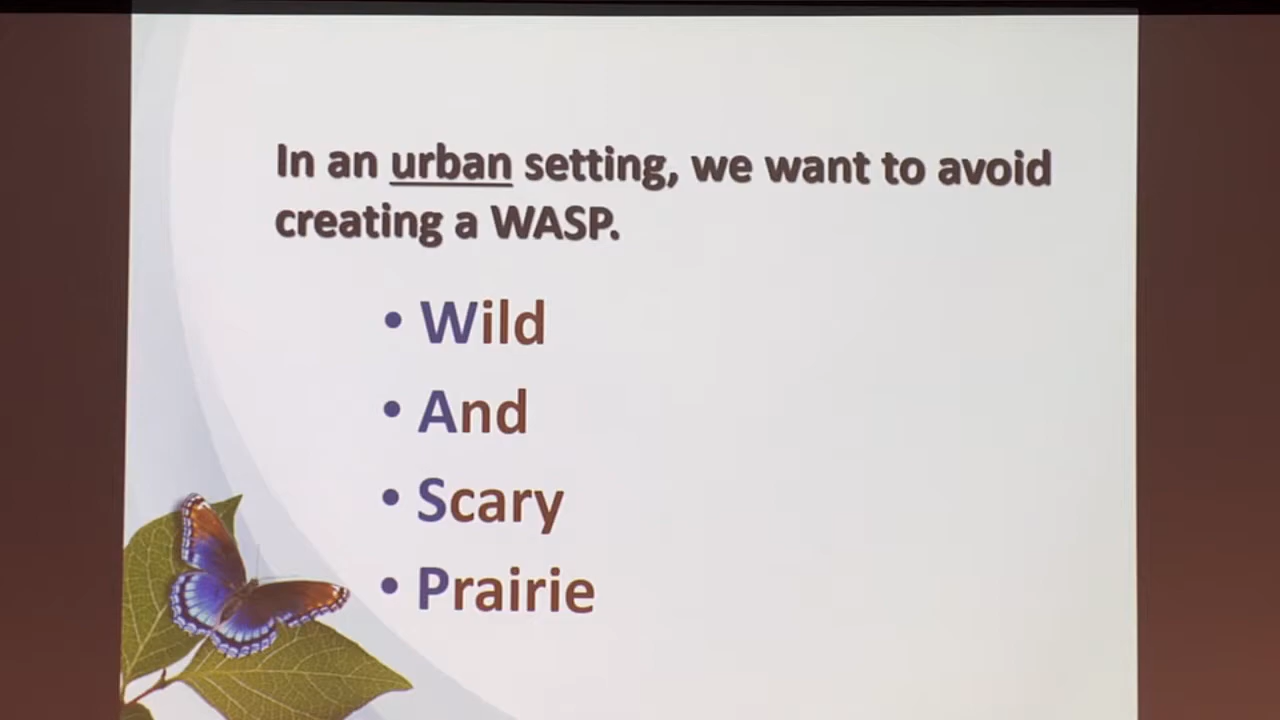 In an urban setting, we want to avoid
creating a WASP.
• Wild
• And
• Scary
• Prairie